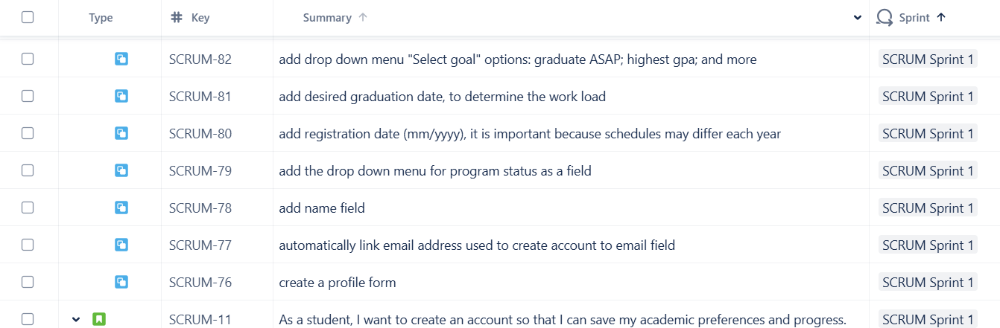 Type # Key Summary Sprint
SCRUM-82 add drop down menu "Select goal" options: graduate ASAP; highest gpa; and more SCRUM Sprint 1
SCRUM-81 add desired graduation date, to determine the work load SCRUM Sprint 1
SCRUM-80 add registration date (mm/yyyy), it is important because schedules may differ each year SCRUM Sprint 1
SCRUM-79 add the drop down menu for program status as a field SCRUM Sprint 1
SCRUM-78 add name field SCRUM Sprint 1
SCRUM-77 automatically link email address used to create account to email field SCRUM Sprint 1
SCRUM-76 create a profile form SCRUM Sprint 1
SCRUM-11 As a student, I want to create an account so that I can save my academic preferences and progress. SCRUM Sprint 1